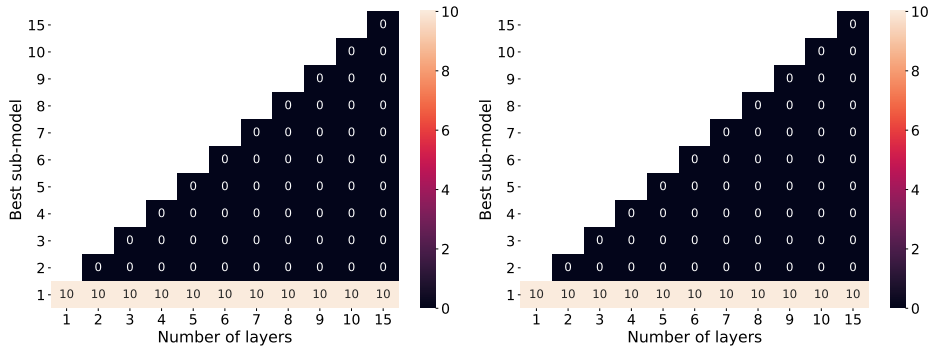 15 0 10
10 0 0
9 0 0 0 8
8 0 0 0 0
7 0 0 0 0 0 6
6 0 0 0 0 0 0
5 0 0 0 0 0 0 0 4
4 0 0 0 0 0 0 0 0
3 0 0 0 0 0 0 0 0 0 2
2 0 0 0 0 0 0 0 0 0 0
1 10 10 10 10 10 10 10 10 10 10 10 0
1 2 3 4 5 6 7 8 9 10 15
Number of layers
Best sub-model
15 0 10
10 0 0
9 0 0 0 8
8 0 0 0 0
7 0 0 0 0 0 6
6 0 0 0 0 0 0
5 0 0 0 0 0 0 0 4
4 0 0 0 0 0 0 0 0
3 0 0 0 0 0 0 0 0 0 2
2 0 0 0 0 0 0 0 0 0 0
1 10 10 10 10 10 10 10 10 10 10 10 0
1 2 3 4 5 6 7 8 9 10 15
Number of layers
Best sub-model